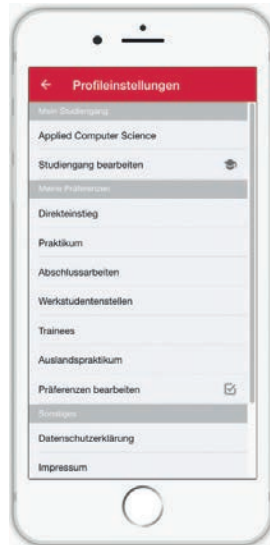 Profileinstellungen
Mein Studiengang
Applied Computer Science
Studiengang bearbeiten
Meine Präferenzen
Direkteinstieg
Praktikum
Abschlussarbeiten
Werkstudentenstellen
Trainees
Auslandspraktikum
Präferenzen bearbeiten
Sonstiges
Datenschutzerklärung
Impressum